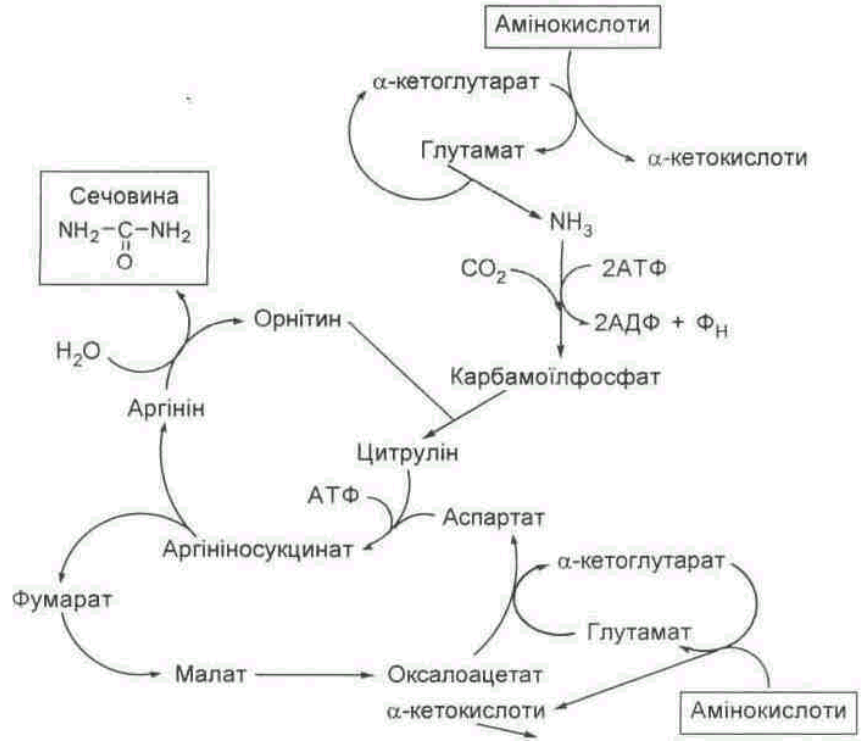 Амінокислоти
α-кетоглутарат
Глутамат
α-кетокислоти
Сечовина
NH₂-C-NH₂
O
NH₃
CO₂
2АТФ
2АДФ + Фн
Орнітин
H₂O
Карбамоїлфосфат
Аргінін
Цитрулін
АТФ
Аспартат
Аргініносукцинат
α-кетоглутарат
Фумарат
Глутамат
Малат
Оксалоацетат
α-кетокислоти
Амінокислоти